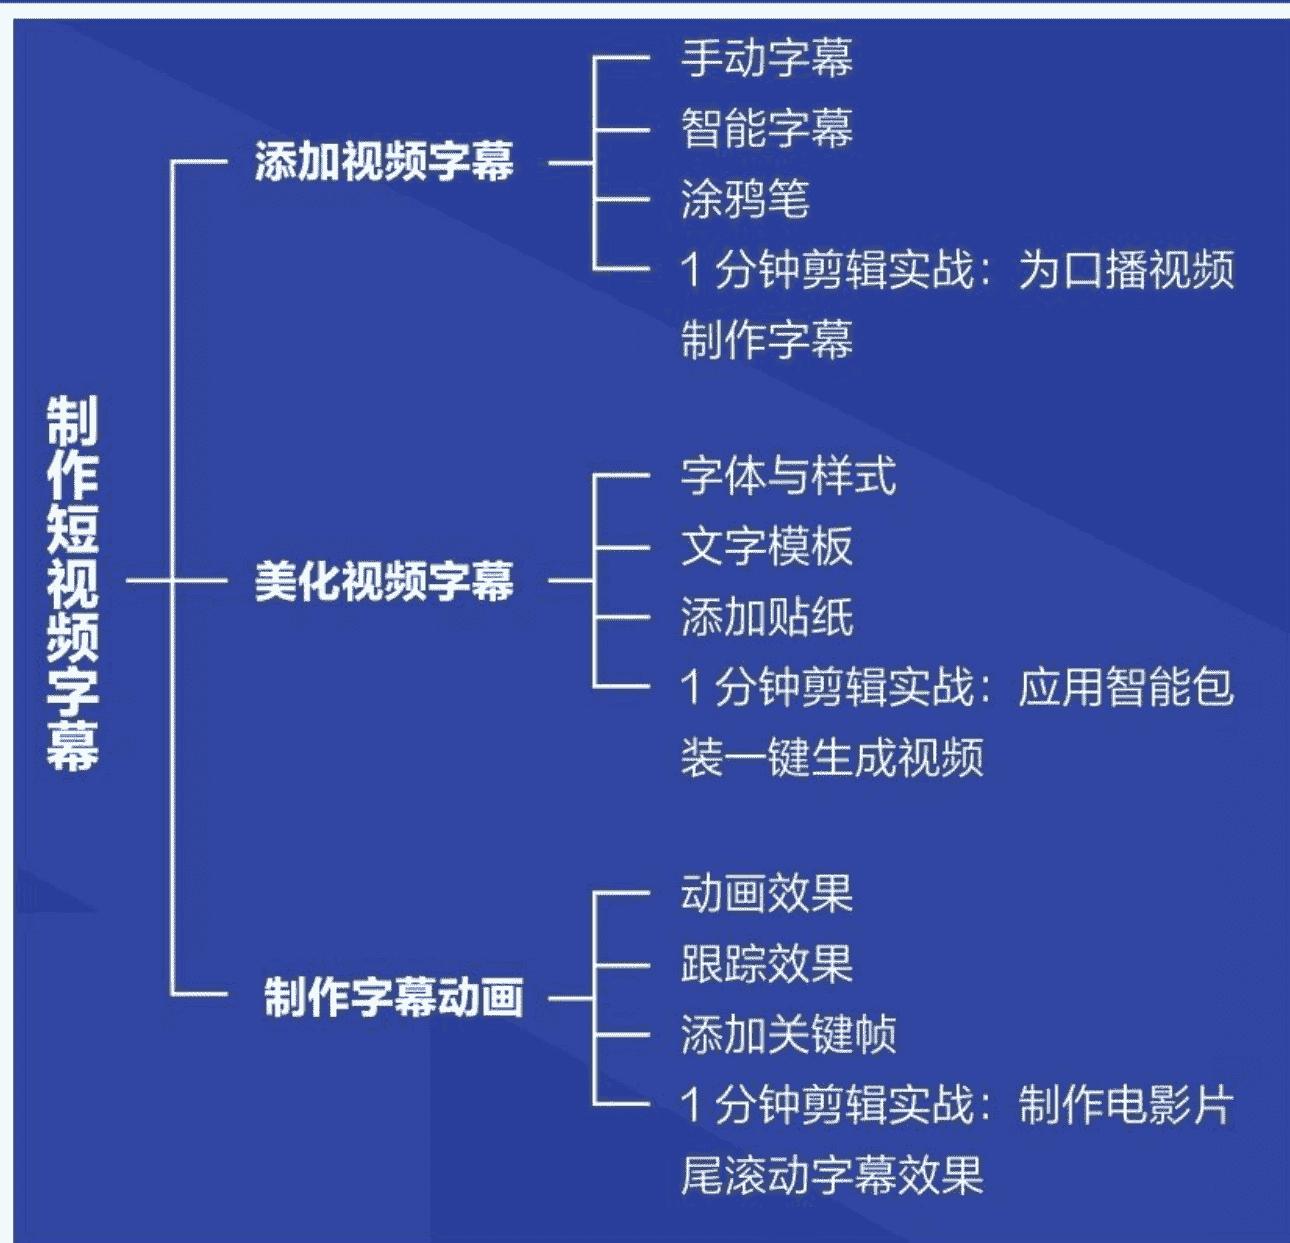 制作短视频字幕
添加视频字幕
手动字幕
智能字幕
涂鸦笔
1 分钟剪辑实战：为口播视频
制作字幕
美化视频字幕
字体与样式
文字模板
添加贴纸
1 分钟剪辑实战：应用智能包
装一键生成视频
制作字幕动画
动画效果
跟踪效果
添加关键帧
1 分钟剪辑实战：制作电影片
尾滚动字幕效果